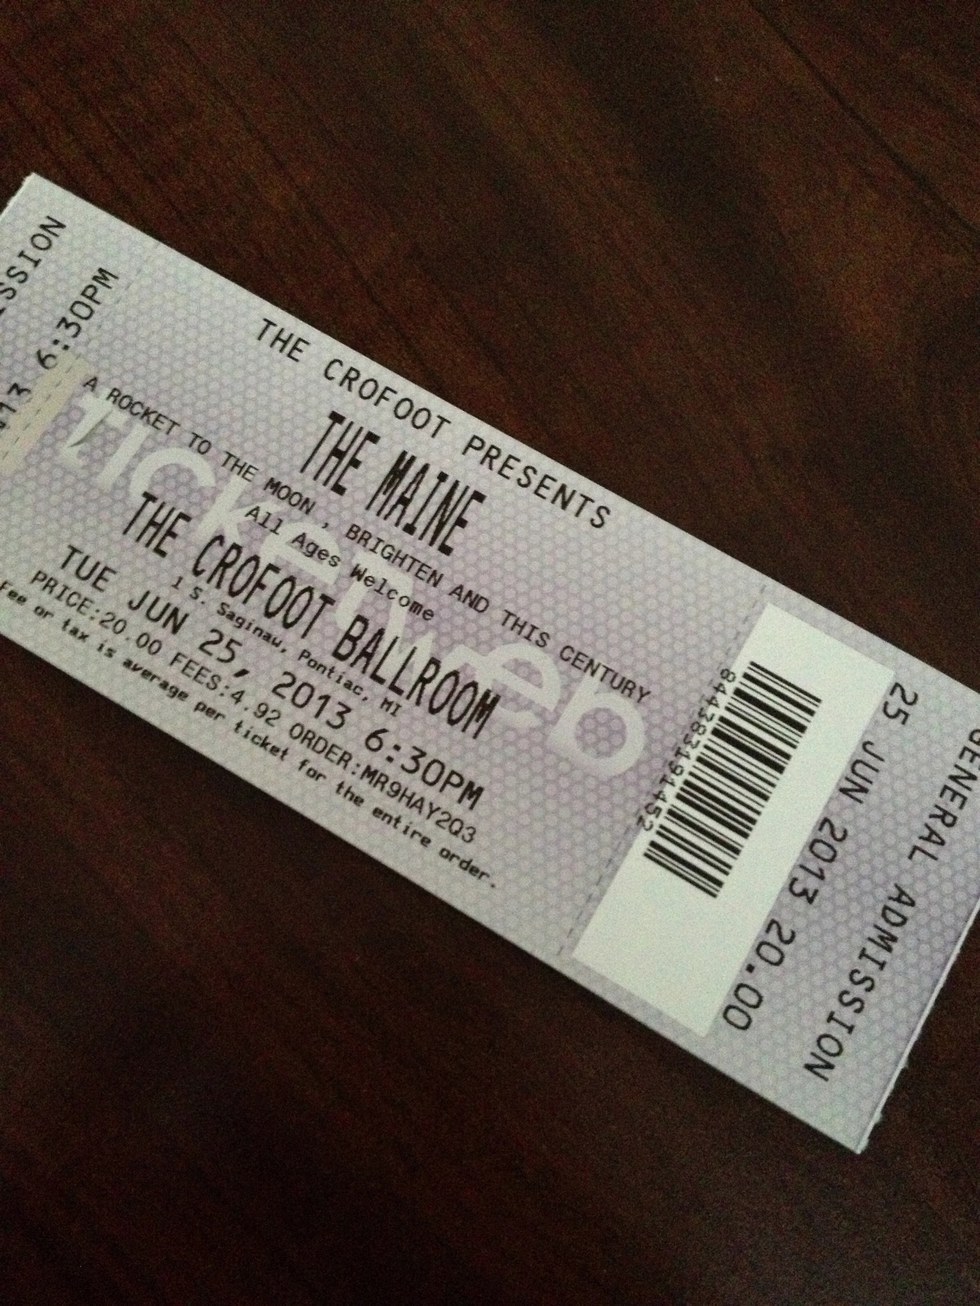 SSION
13 6:30PM
THE CROFOOT PRESENTS
THE MAINE
A ROCKET TO THE MOON, BRIGHTEN AND THIS CENTURY
All Ages Welcome
THE CROFOOT BALLROOM
1 S. Saginaw, Pontiac, MI
TUE JUN 25, 2013 6:30PM
PRICE:20.00 FEES:4.92 ORDER:MR9HAY2Q3
Fee or tax is average per ticket for the entire order.
Ticketweb
844783191452
25 JUN 2013 20.00
GENERAL ADMISSION